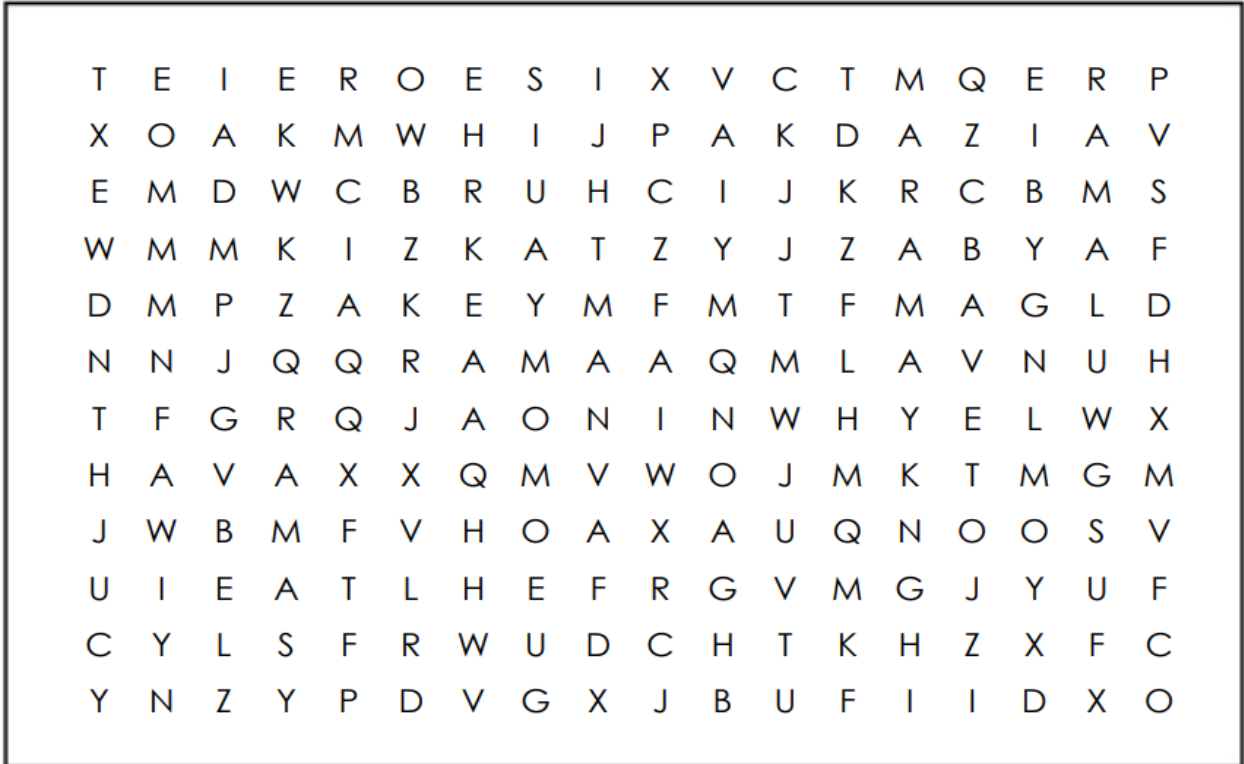 T E I E R O E S I X V C T M Q E R P
X O A K M W H I J P A K D A Z I A V
E M D W C B R U H C I J K R C B M S
W M M K I Z K A T Z Y J Z A B Y A F
D M P Z A K E Y M F M T F M A G L D
N N J Q Q R A M A A Q M L A V N U H
T F G R Q J A O N I N W H Y E L W X
H A V A X X Q M V W O J M K T M G M
J W B M F V H O A X A U Q N O O S V
U I E A T L H E F R G V M G J Y U F
C Y L S F R W U D C H T K H Z X F C
Y N Z Y P D V G X J B U F I I D X O